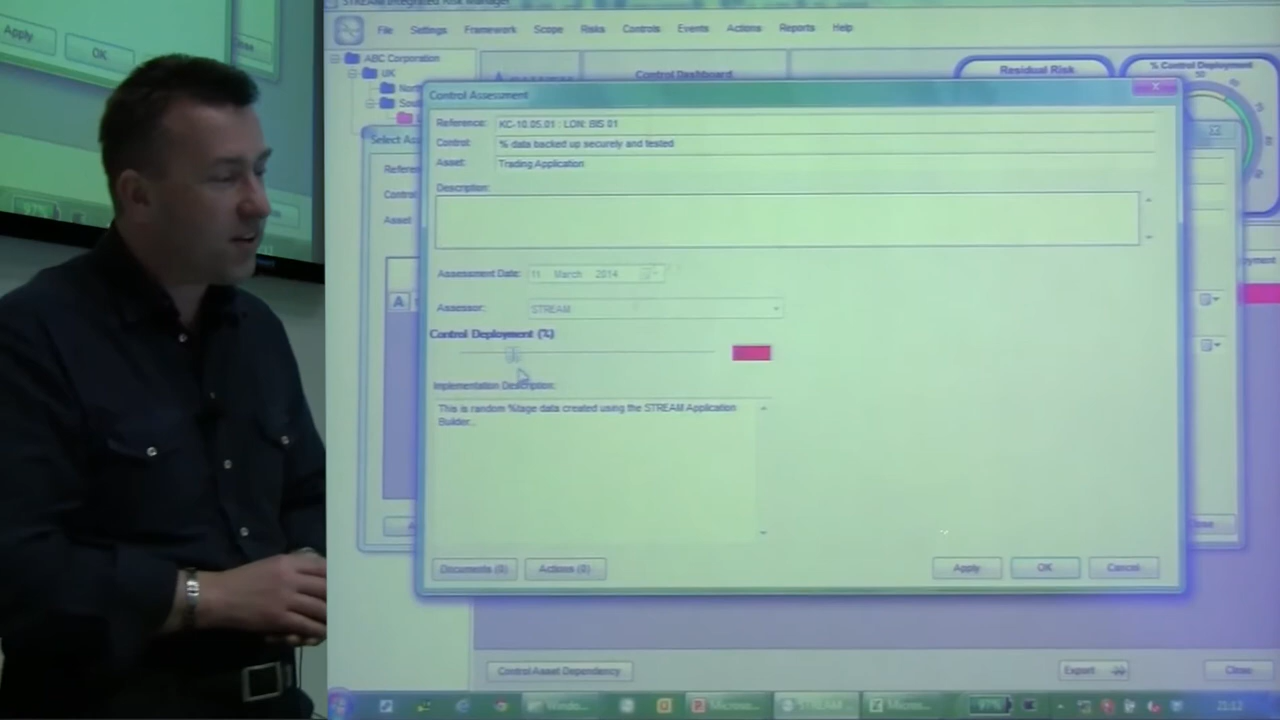 Apply
OK
STREAM Integrated Risk Manager
File Settings Framework Scope Risks Controls Events Actions Reports Help
ABC Corporation
UK
Control Dashboard
Residual Risk
% Control Deployment
Control Assessment
Reference: KC-10.05.01 : LON: BIS 01
Control: % data backed up securely and tested
Asset: Trading Application
Description:
Assessment Date: 11 March 2014
Assessor: STREAM
Control Deployment (%)
Implementation Description:
This is random %tage data created using the STREAM Application
Builder...
Documents (0) Actions (0) Apply OK Cancel
Control Asset Dependency Export Close
97% 21:12